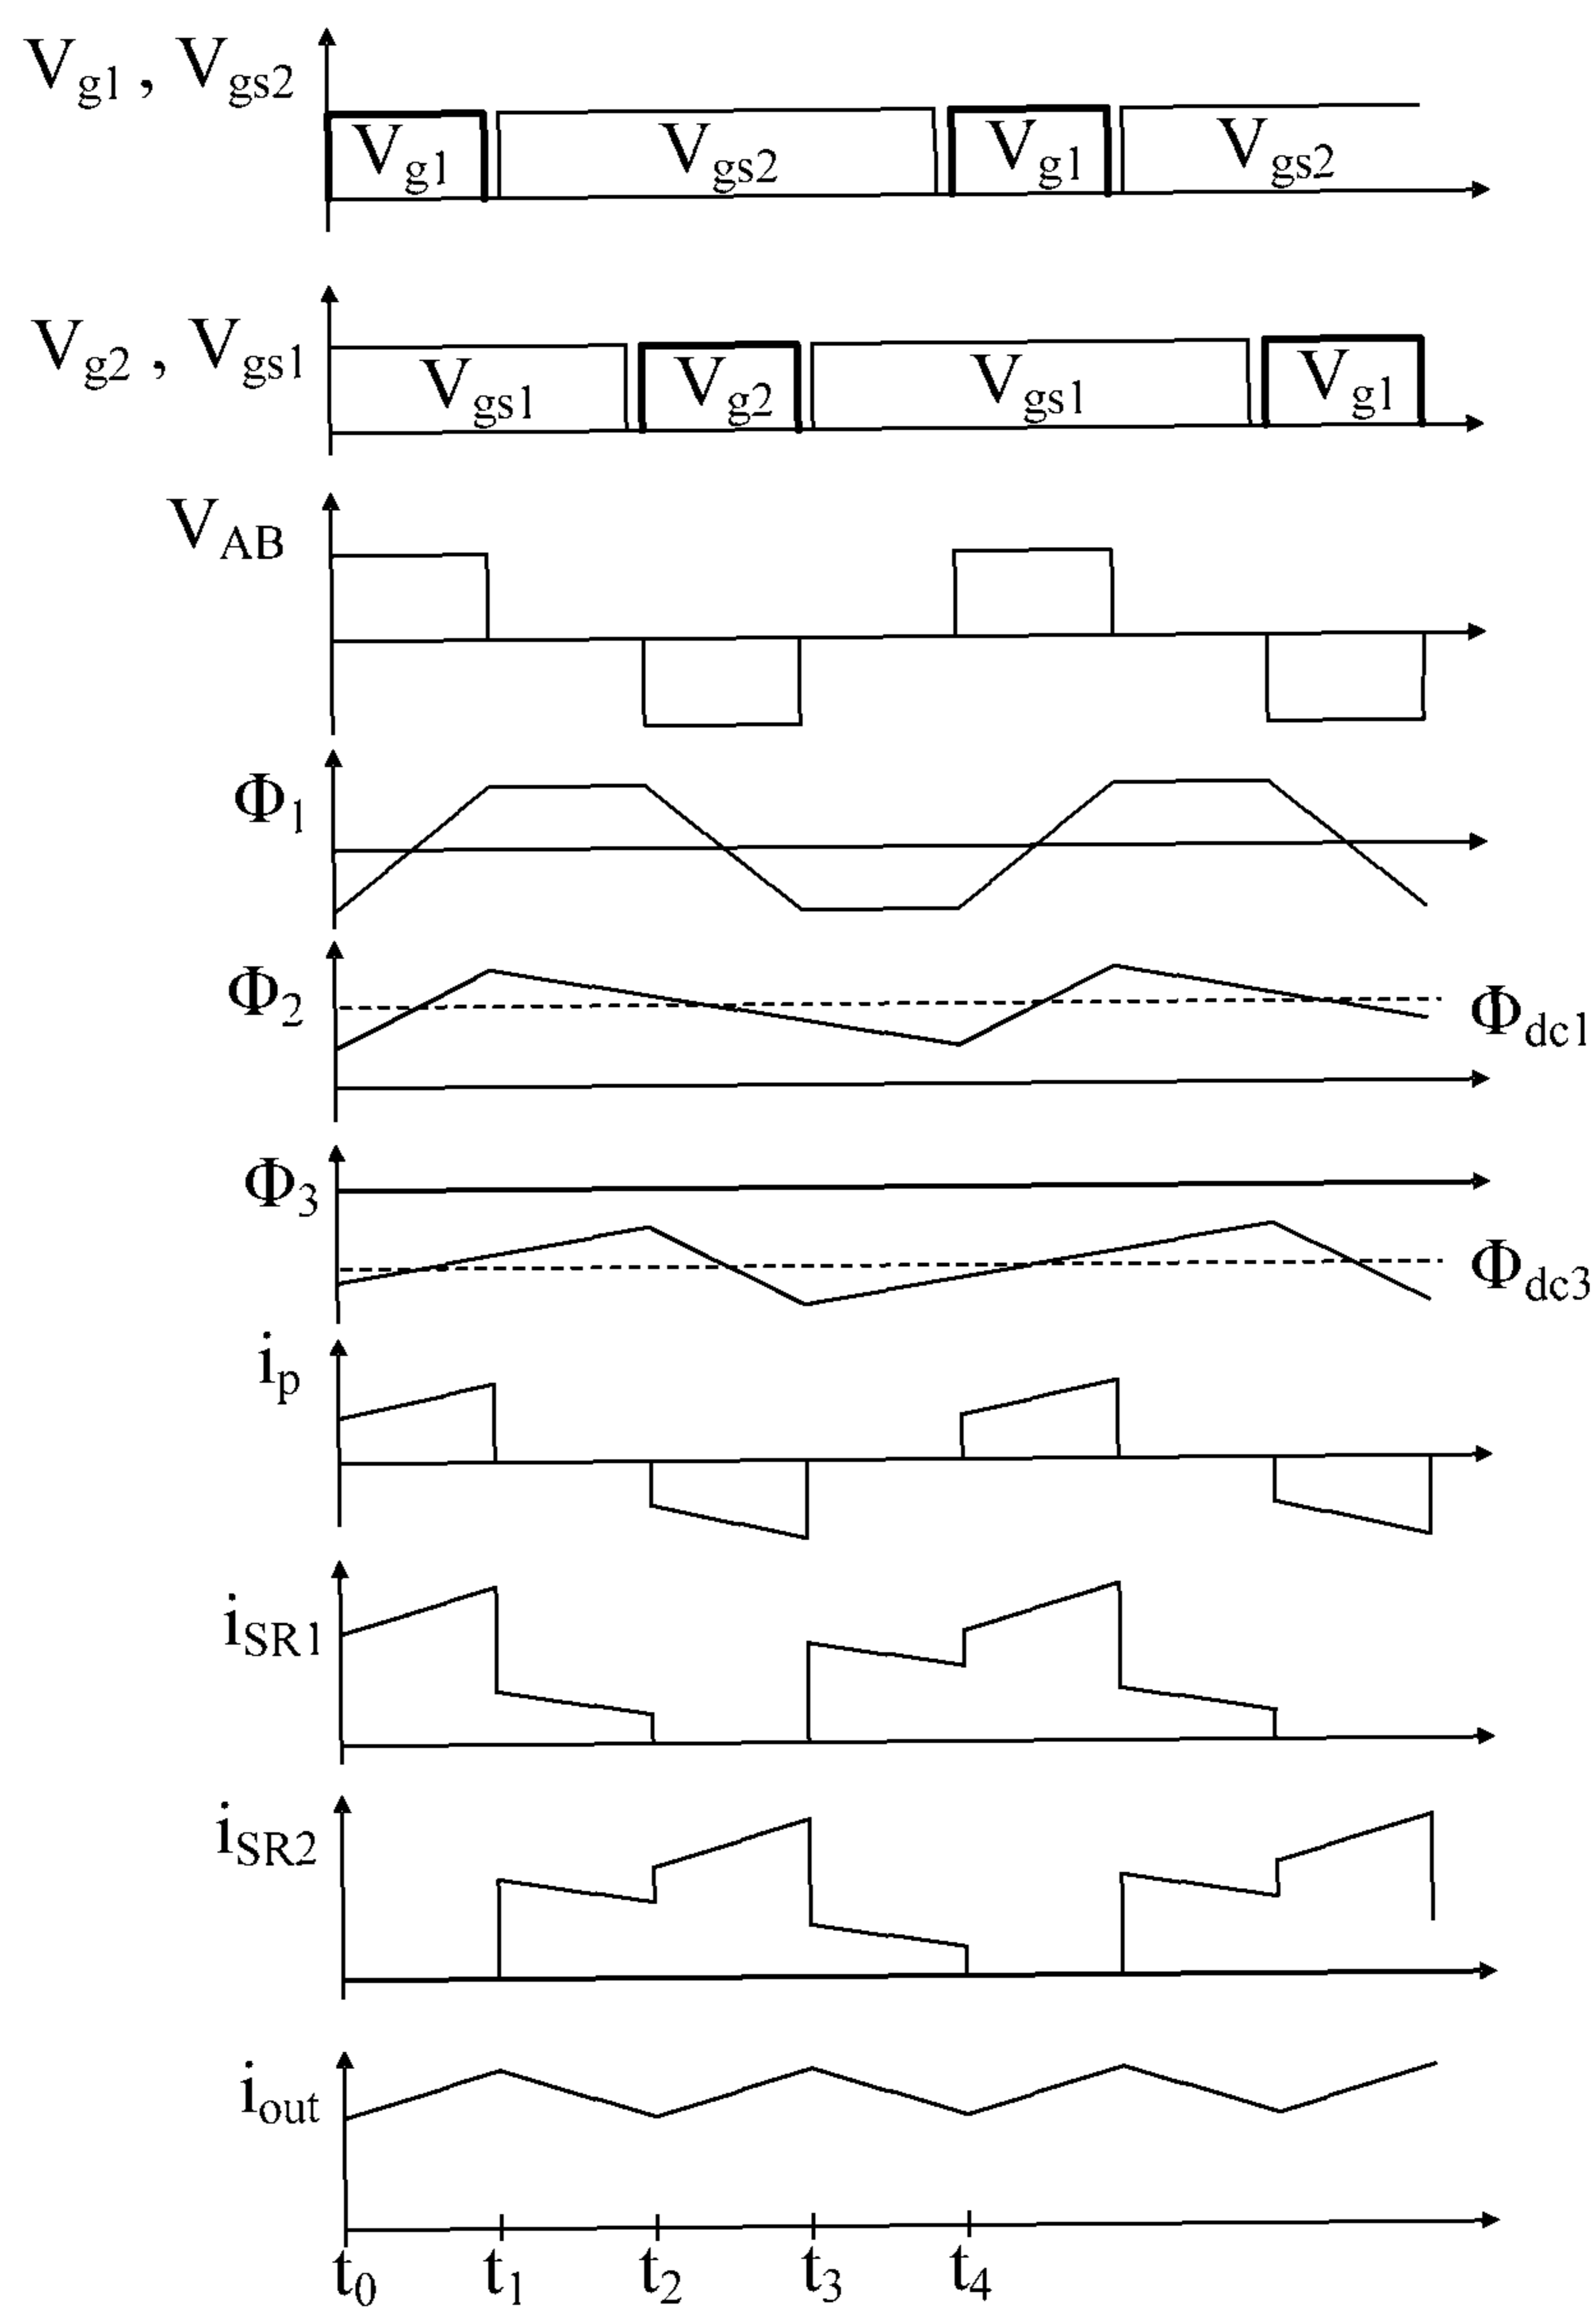 Vg1 , Vgs2
Vg1 Vgs2 Vg1 Vgs2
Vg2 , Vgs1
Vgs1 Vg2 Vgs1 Vg1
VAB
Φ1
Φ2 Φdc1
Φ3
Φdc3
ip
iSR1
iSR2
iout
t0 t1 t2 t3 t4